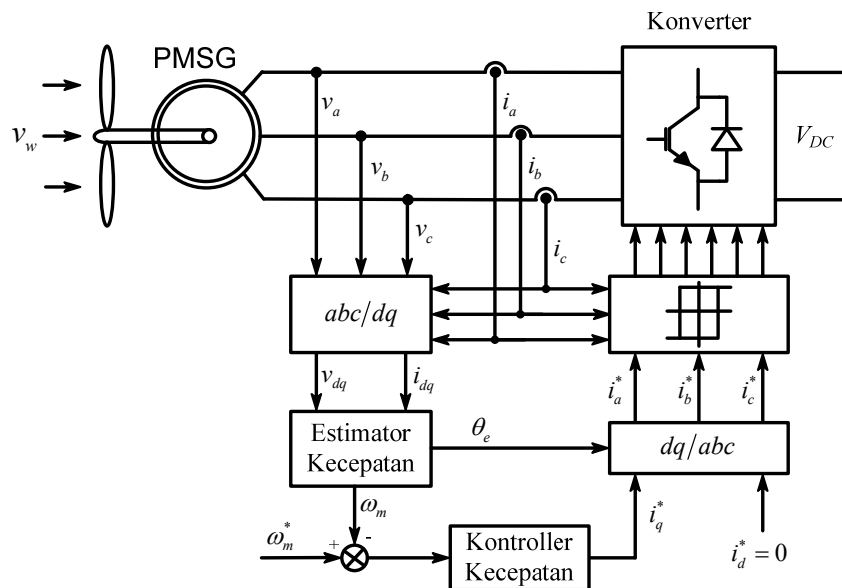 Konverter
PMSG
v_w
v_a
v_b
v_c
i_a
i_b
i_c
V_DC
abc/dq
v_dq
i_dq
i_a^*
i_b^*
i_c^*
Estimator
Kecepatan
θ_e
dq/abc
ω_m
ω_m^*
+
-
Kontroller
Kecepatan
i_q^*
i_d^* = 0